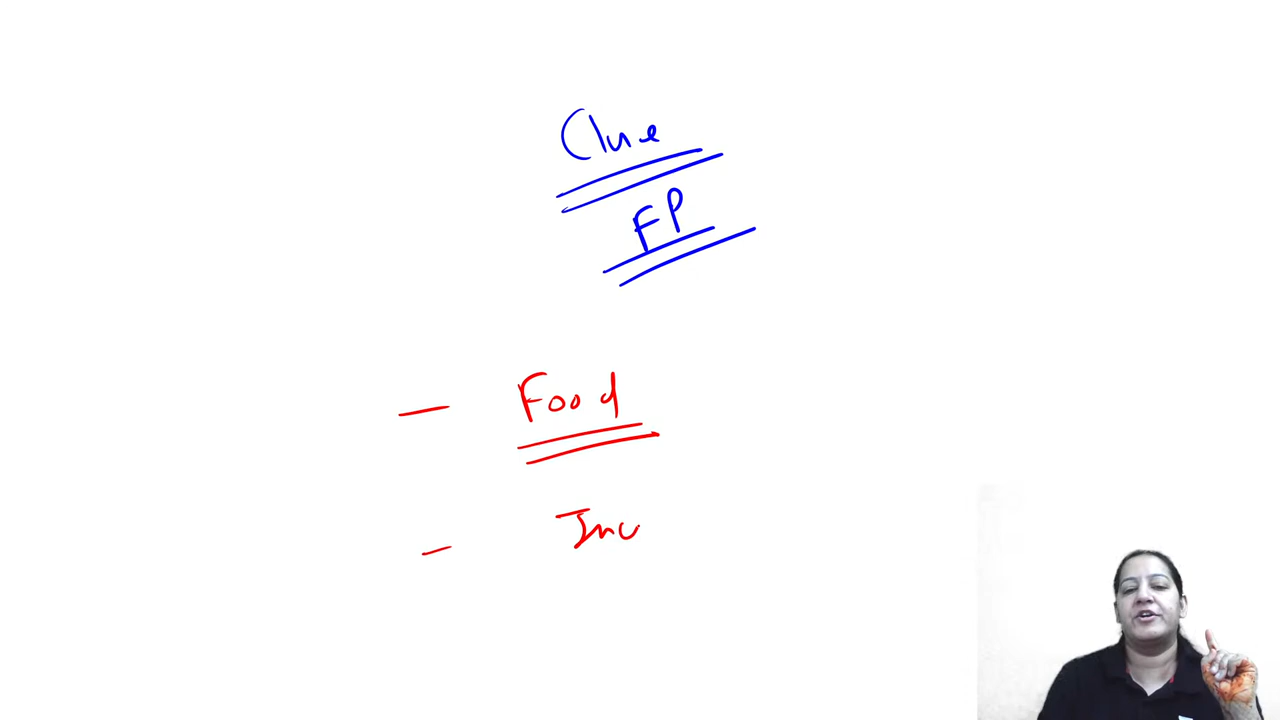 Clue
FP
— Food
– Inc